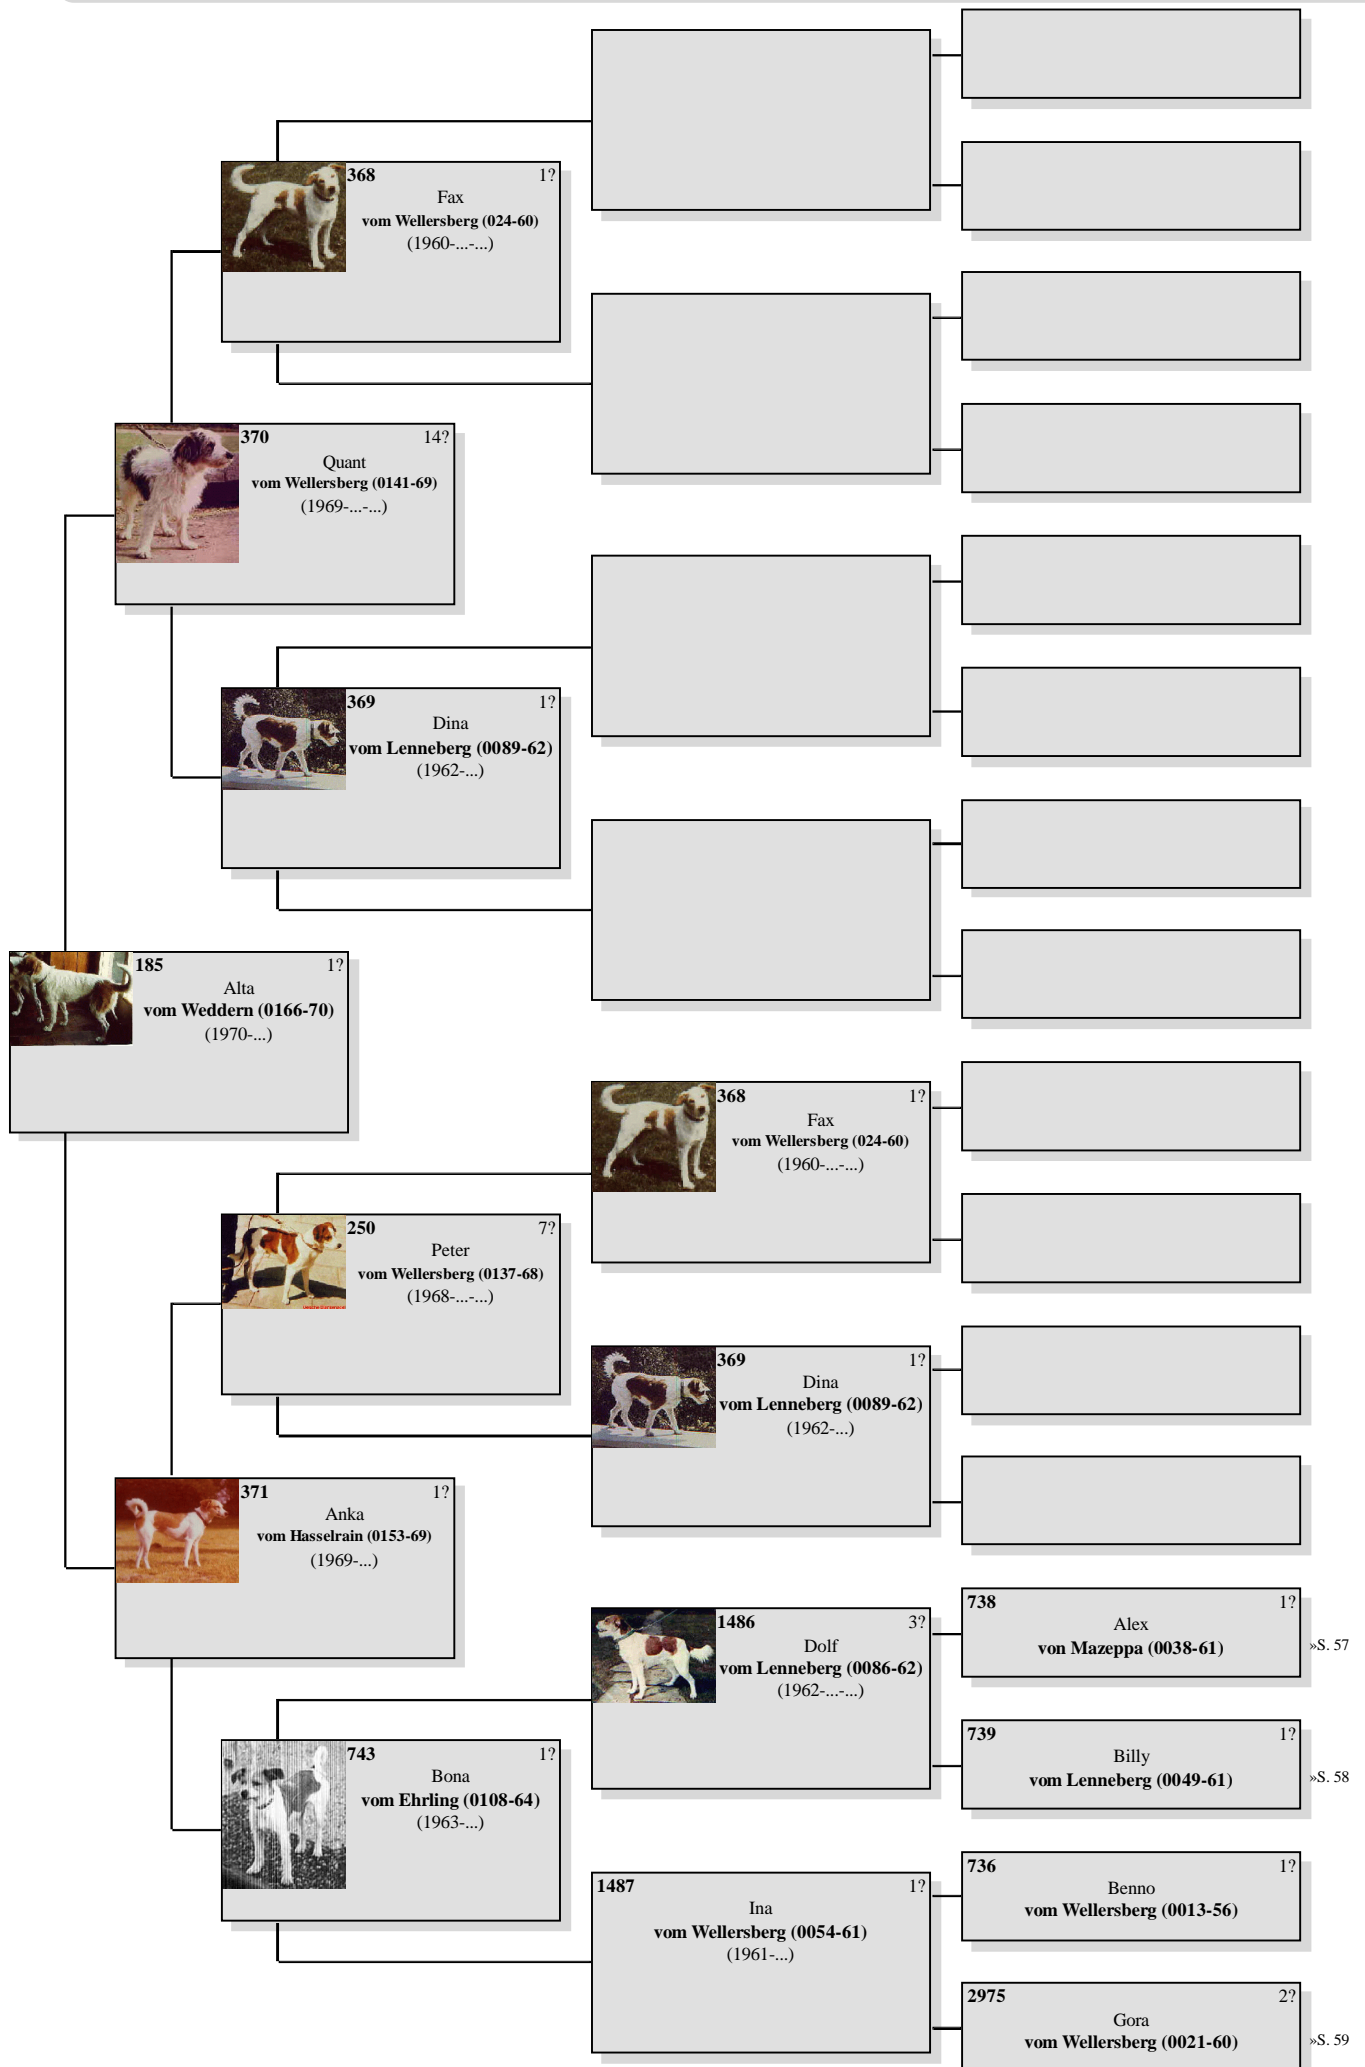 368 1?
Fax
vom Wellersberg (024-60)
(1960-...-...)
370 14?
Quant
vom Wellersberg (0141-69)
(1969-...-...)
369 1?
Dina
vom Lenneberg (0089-62)
(1962-...)
185 1?
Alta
vom Weddern (0166-70)
(1970-...)
368 1?
Fax
vom Wellersberg (024-60)
(1960-...-...)
250 7?
Peter
vom Wellersberg (0137-68)
(1968-...-...)
369 1?
Dina
vom Lenneberg (0089-62)
(1962-...)
371 1?
Anka
vom Hasselrain (0153-69)
(1969-...)
1486 3?
Dolf
vom Lenneberg (0086-62)
(1962-...-...)
738 1?
Alex
von Mazeppa (0038-61)
»S. 57
739 1?
Billy
vom Lenneberg (0049-61)
»S. 58
743 1?
Bona
vom Ehrling (0108-64)
(1963-...)
1487 1?
Ina
vom Wellersberg (0054-61)
(1961-...)
736 1?
Benno
vom Wellersberg (0013-56)
2975 2?
Gora
vom Wellersberg (0021-60)
»S. 59